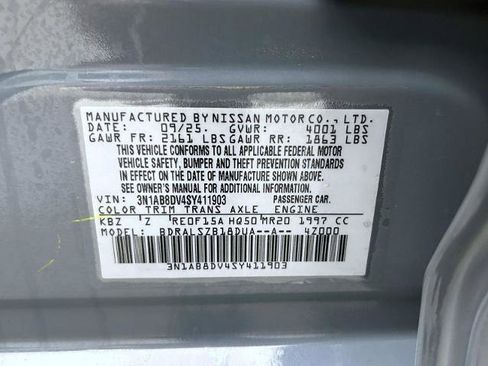 MANUFACTURED BY NISSAN MOTOR CO., LTD.
DATE: 09/25. GVWR: 4001 LBS
GAWR FR: 2161 LBS GAWR RR: 1863 LBS
THIS VEHICLE CONFORMS TO ALL APPLICABLE FEDERAL MOTOR
VEHICLE SAFETY, BUMPER AND THEFT PREVENTION STANDARDS
IN EFFECT ON THE DATE OF MANUFACTURE SHOWN ABOVE.
SEE OWNER'S MANUAL FOR ADDITIONAL INFORMATION.
VIN: 3N1AB8DV4SY411903 PASSENGER CAR.
COLOR TRIM TRANS AXLE ENGINE
KBZ Z RE0F15A HQ50 MR20 1997 CC
MODEL: BDRALSZB18DUA--A-- 4Z000
3N1AB8DV4SY411903